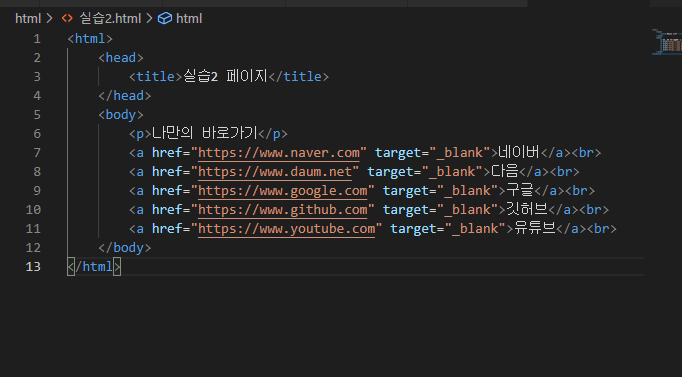 html > <> 실습2.html > html
1 <html>
2 <head>
3 <title>실습2 페이지</title>
4 </head>
5 <body>
6 <p>나만의 바로가기</p>
7 <a href="https://www.naver.com" target="_blank">네이버</a><br>
8 <a href="https://www.daum.net" target="_blank">다음</a><br>
9 <a href="https://www.google.com" target="_blank">구글</a><br>
10 <a href="https://www.github.com" target="_blank">깃허브</a><br>
11 <a href="https://www.youtube.com" target="_blank">유튜브</a><br>
12 </body>
13 </html>